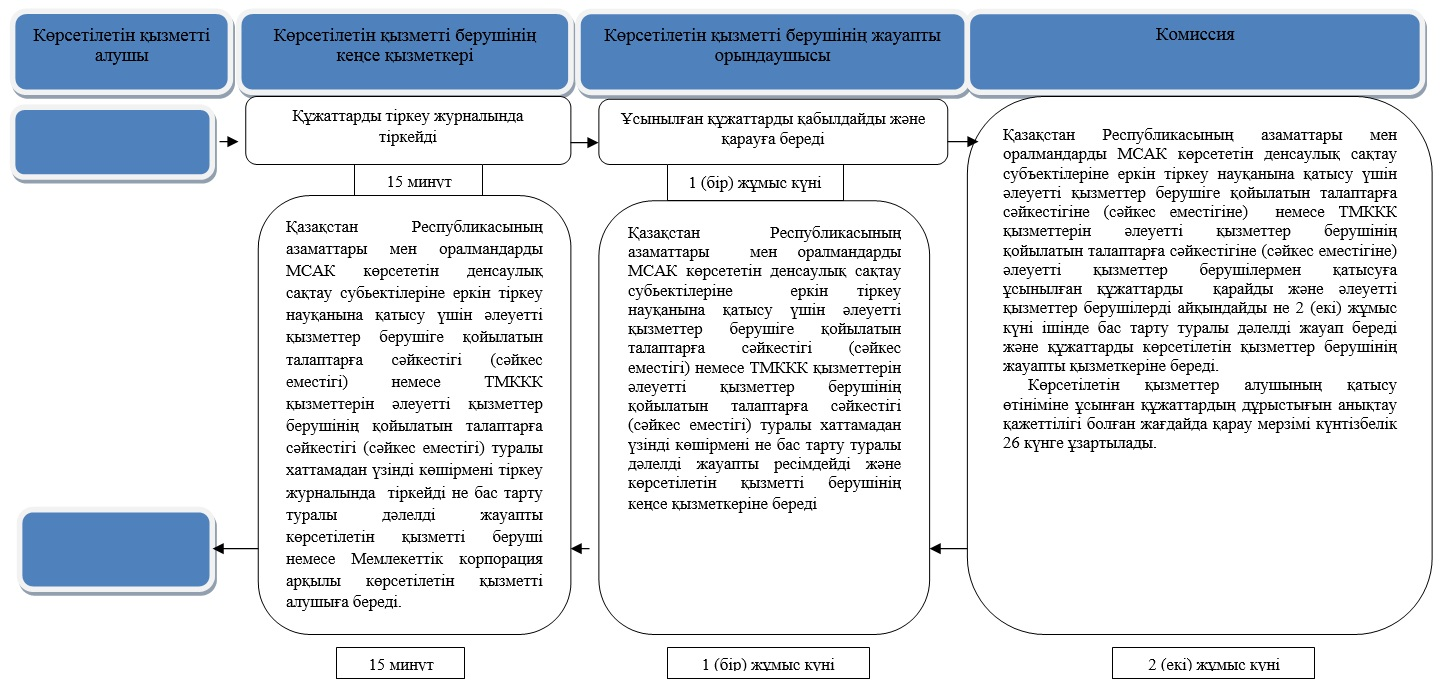 Көрсетілетін қызметті
алушы
Көрсетілетін қызметті берушінің
кеңсе қызметкері
Көрсетілетін қызметті берушінің жауапты
орындаушысы
Комиссия
Құжаттарды тіркеу журналында
тіркейді
Ұсынылған құжаттарды қабылдайды және
қарауға береді
15 минут
1 (бір) жұмыс күні
Қазақстан Республикасының
азаматтары мен оралмандарды
МСАК көрсететін денсаулық
сақтау субьектілеріне еркін тіркеу
науқанына қатысу үшін әлеуетті
қызметтер берушіге қойылатын
талаптарға сәйкестігі (сәйкес
еместігі) немесе ТМККК
қызметтерін әлеуетті қызметтер
берушінің қойылатын талаптарға
сәйкестігі (сәйкес еместігі) туралы
хаттамадан үзінді көшірмені тіркеу
журналында тіркейді не бас тарту
туралы дәлелді жауапты
көрсетілетін қызметті беруші
немесе Мемлекеттік корпорация
арқылы көрсетілетін қызметті
алушыға береді.
Қазақстан Республикасының
азаматтары мен оралмандарды
МСАК көрсететін денсаулық сақтау
субьектілеріне еркін тіркеу
науқанына қатысу үшін әлеуетті
қызметтер берушіге қойылатын
талаптарға сәйкестігі (сәйкес
еместігі) немесе ТМККК қызметтерін
әлеуетті қызметтер берушінің
қойылатын талаптарға сәйкестігі
(сәйкес еместігі) туралы хаттамадан
үзінді көшірмені не бас тарту туралы
дәлелді жауапты ресімдейді және
көрсетілетін қызметті берушінің
кеңсе қызметкеріне береді
Қазақстан Республикасының азаматтары мен
оралмандарды МСАК көрсететін денсаулық сақтау
субъектілеріне еркін тіркеу науқанына қатысу үшін
әлеуетті қызметтер берушіге қойылатын талаптарға
сәйкестігіне (сәйкес еместігіне) немесе ТМККК
қызметтерін әлеуетті қызметтер берушінің
қойылатын талаптарға сәйкестігіне (сәйкес еместігіне)
әлеуетті қызметтер берушілермен қатысуға
ұсынылған құжаттарды қарайды және әлеуетті
қызметтер берушілерді айқындайды не 2 (екі) жұмыс
күні ішінде бас тарту туралы дәлелді жауап береді
және құжаттарды көрсетілетін қызметтер берушінің
жауапты қызметкеріне береді.
Көрсетілетін қызметтер алушының қатысу
өтініміне ұсынған құжаттардың дұрыстығын анықтау
қажеттілігі болған жағдайда қарау мерзімі күнтізбелік
26 күнге ұзартылады.
15 минут
1 (бір) жұмыс күні
2 (екі) жұмыс күні